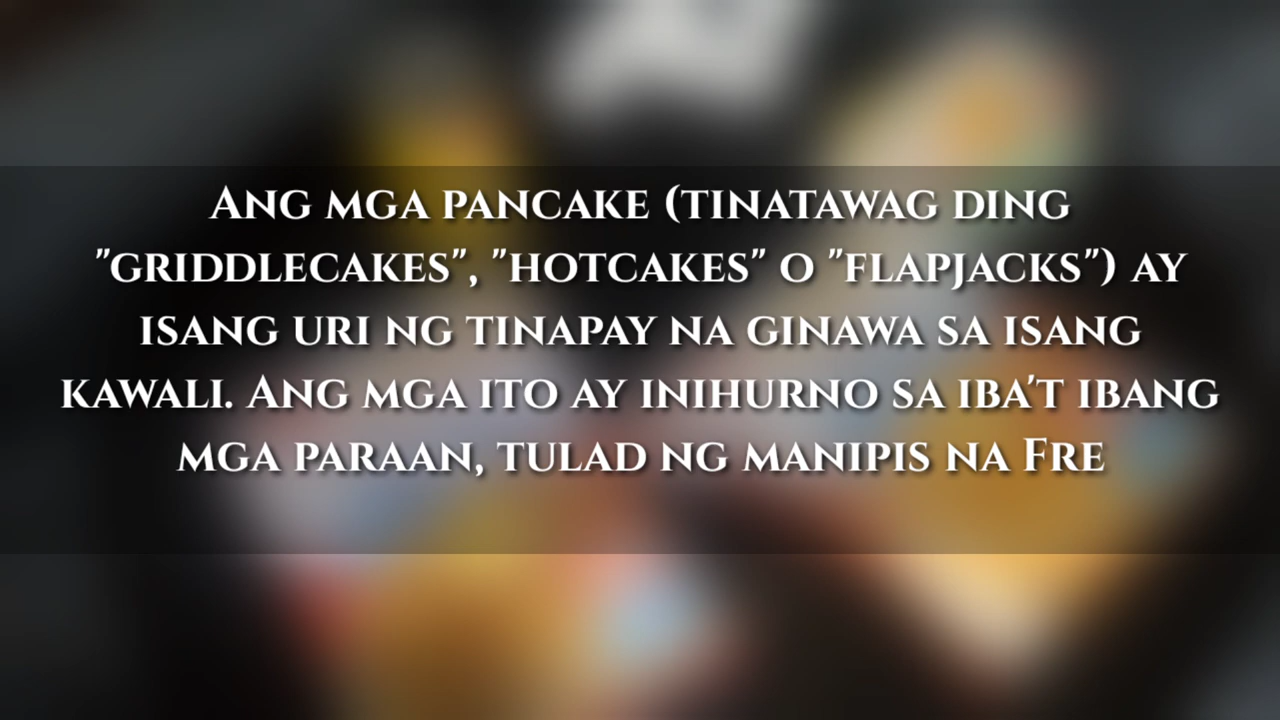 Ang mga pancake (tinatawag ding
"griddlecakes", "hotcakes" o "flapjacks") ay
isang uri ng tinapay na ginawa sa isang
kawali. Ang mga ito ay inihurno sa iba't ibang
mga paraan, tulad ng manipis na Fre